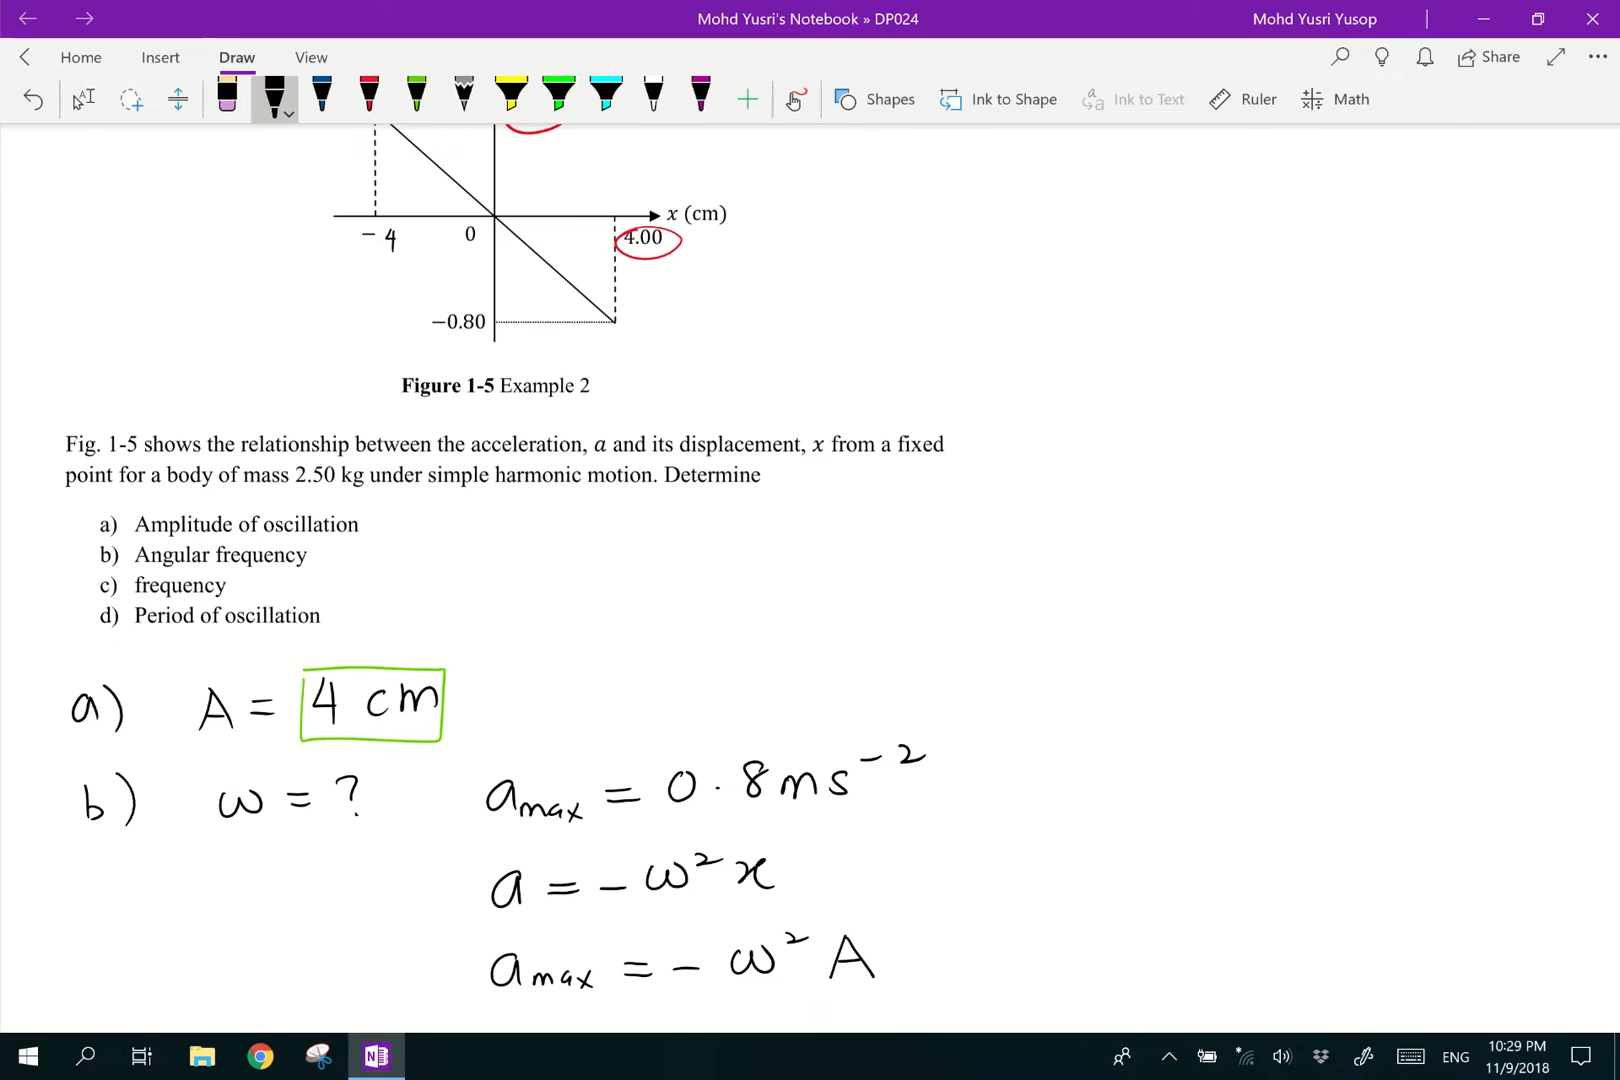 Mohd Yusri's Notebook » DP024
Mohd Yusri Yusop
Home Insert Draw View
Share
Shapes Ink to Shape Ink to Text Ruler Math
x (cm)
− 4 0 4.00
−0.80
Figure 1-5 Example 2
Fig. 1-5 shows the relationship between the acceleration, a and its displacement, x from a fixed
point for a body of mass 2.50 kg under simple harmonic motion. Determine
a) Amplitude of oscillation
b) Angular frequency
c) frequency
d) Period of oscillation
a) A = 4 cm
b) ω = ? a max = 0.8 ms⁻²
a = − ω² x
a max = − ω² A
ENG
10:29 PM
11/9/2018